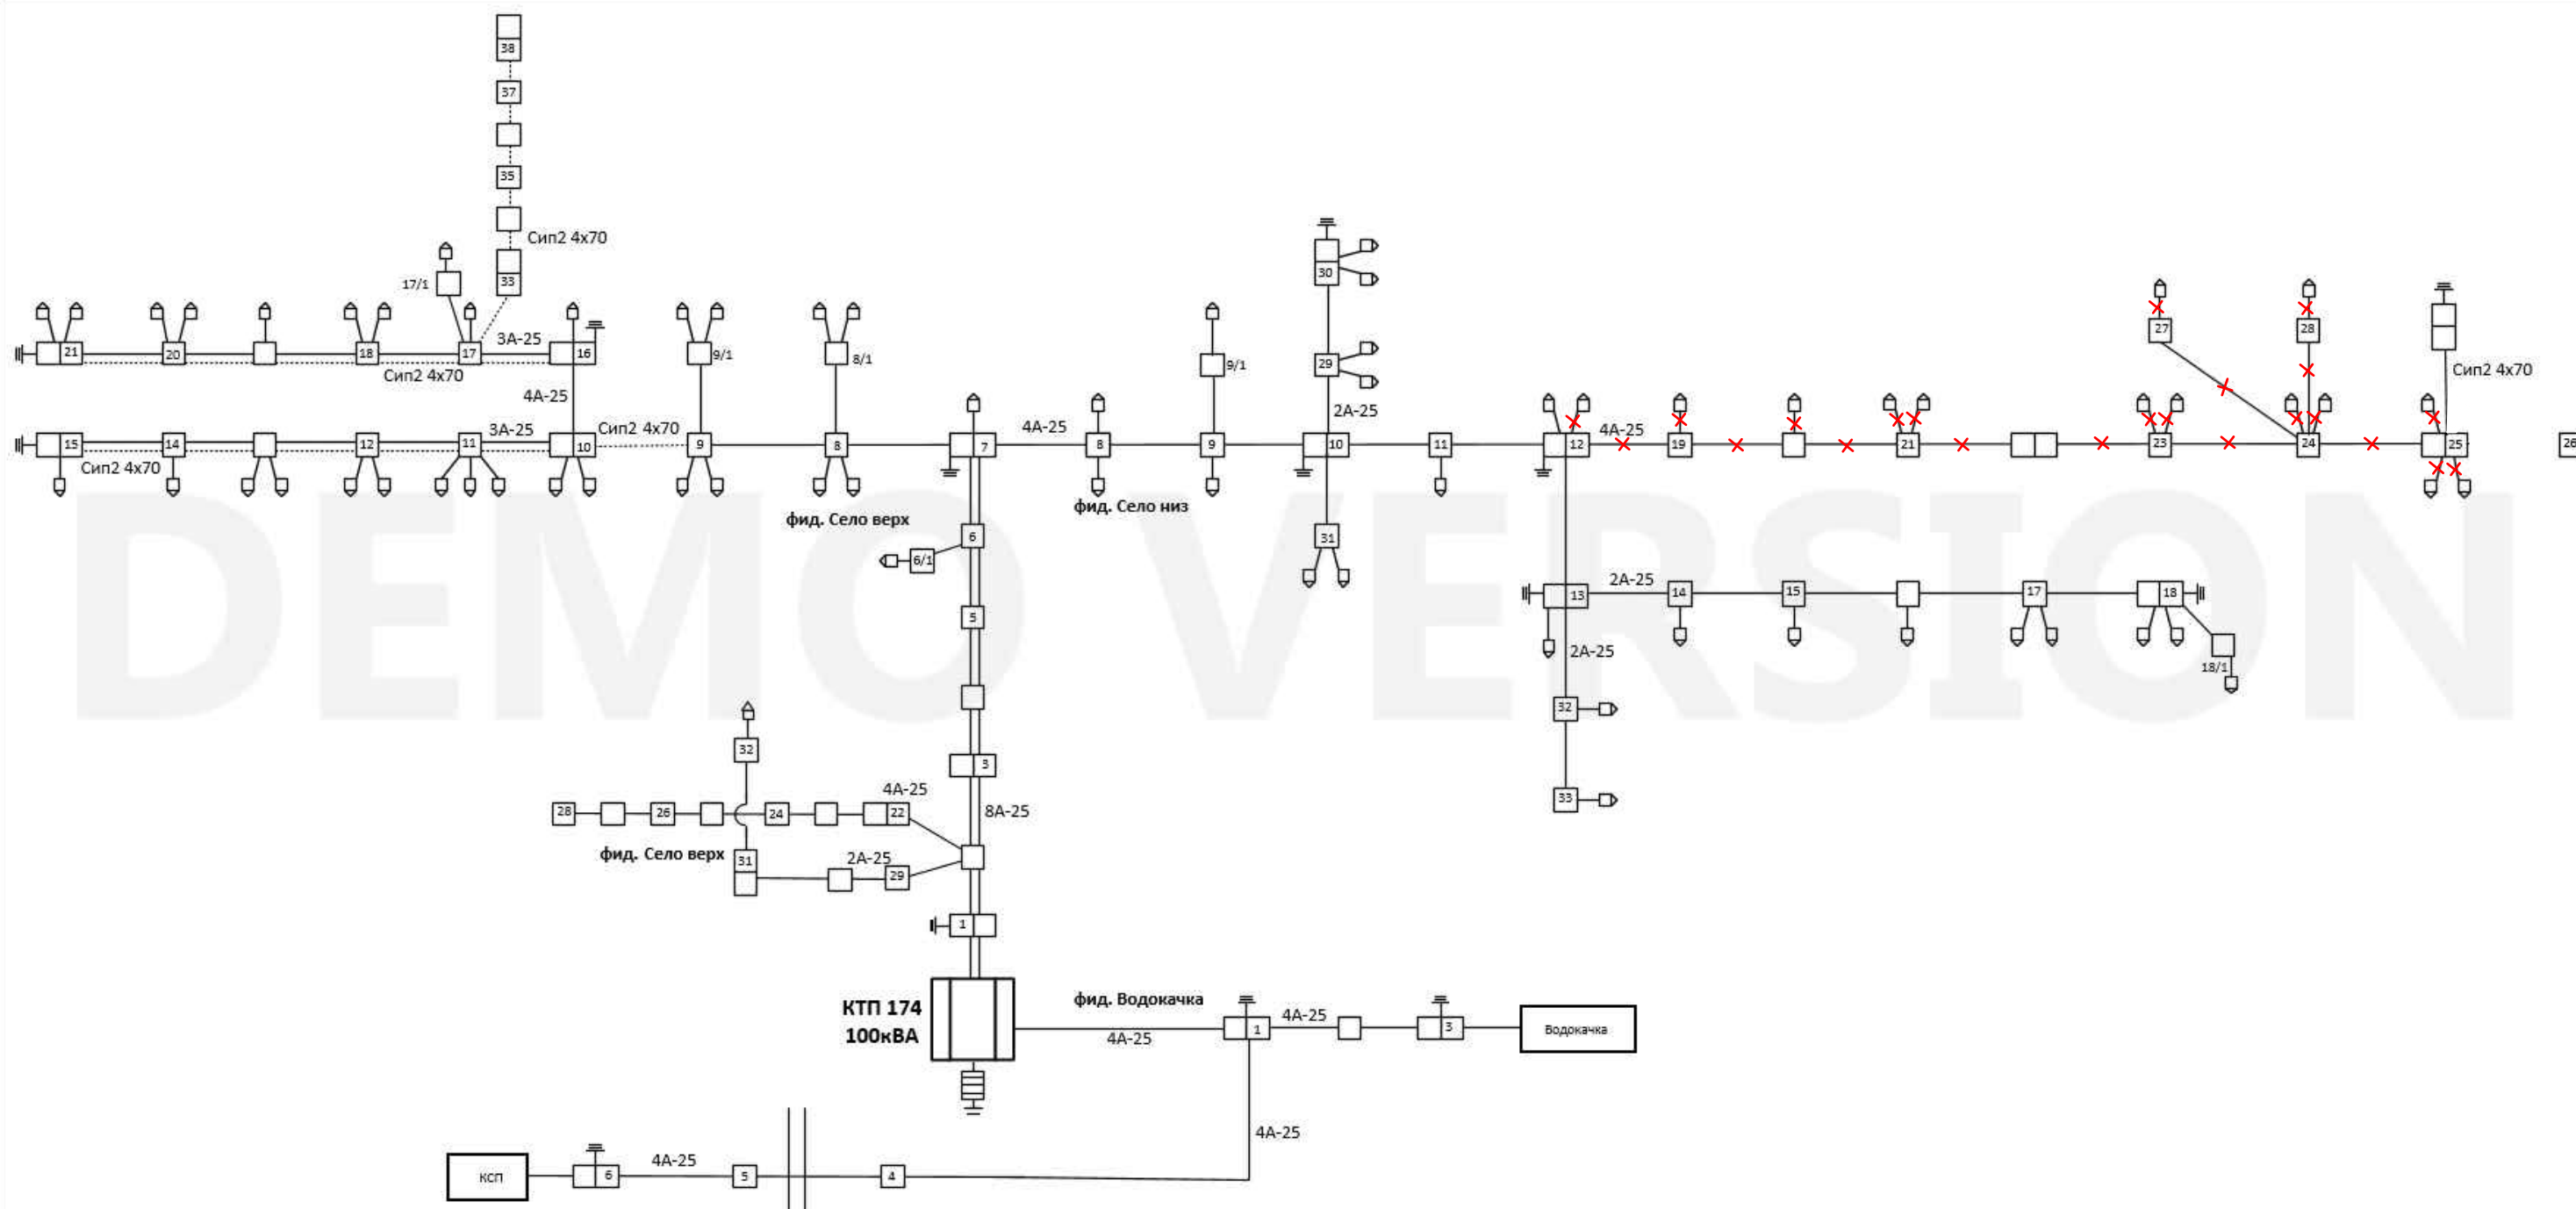 38
37
35
Сип2 4х70
33
17/1
30
27
28
21
20
18
17
3А-25
16
9/1
8/1
9/1
29
Сип2 4х70
Сип2 4х70
4А-25
2А-25
15
14
12
11
3А-25
10
Сип2 4х70
9
8
7
4А-25
8
9
10
11
12
4А-25
19
21
23
24
25
26
Сип2 4х70
фид. Село верх
фид. Село низ
6
6/1
31
5
13
2А-25
14
15
17
18
2А-25
18/1
32
32
3
4А-25
8А-25
33
28
26
24
22
фид. Село верх
31
2А-25
29
1
КТП 174
100кВА
фид. Водокачка
4А-25
1
4А-25
3
Водокачка
4А-25
ксп
6
4А-25
5
4
DEMO VERSION